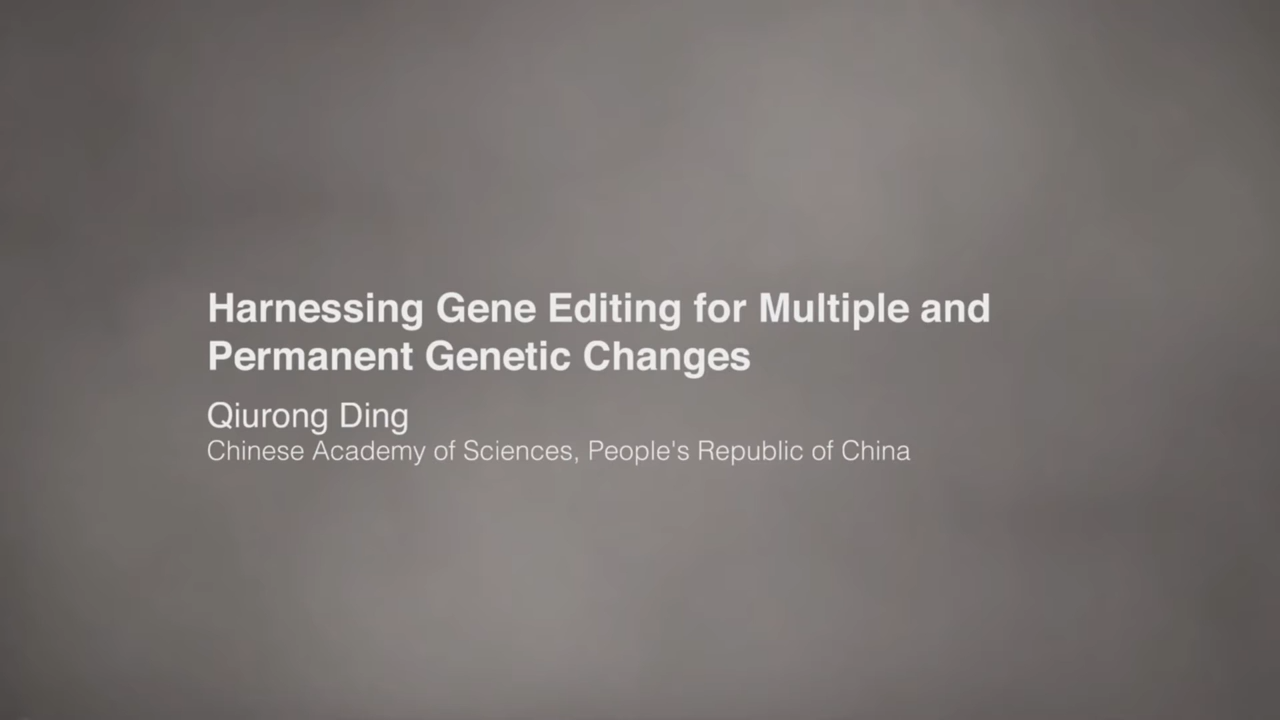 Harnessing Gene Editing for Multiple and
Permanent Genetic Changes
Qiurong Ding
Chinese Academy of Sciences, People's Republic of China